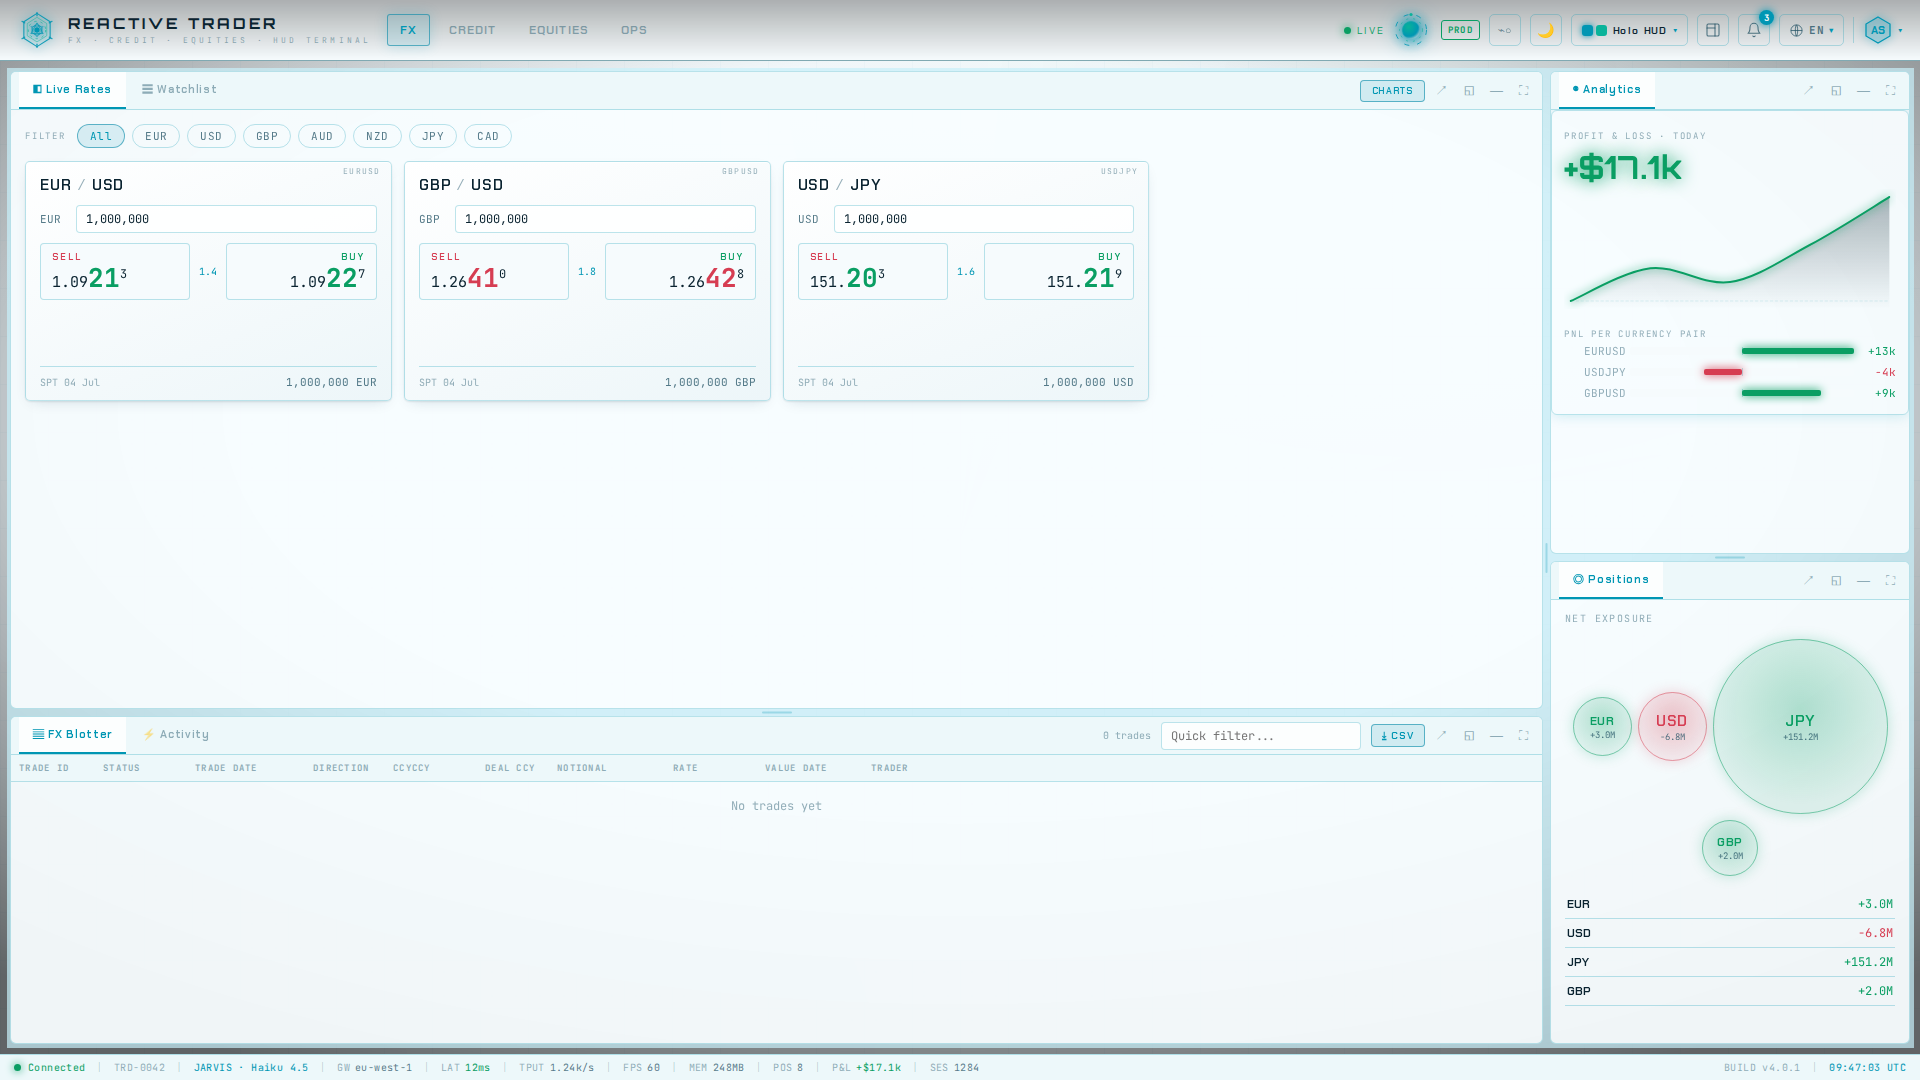 REACTIVE TRADER
FX · CREDIT · EQUITIES · HUD TERMINAL
FX CREDIT EQUITIES OPS
LIVE PROD Holo HUD 3 EN AS
Live Rates Watchlist CHARTS
FILTER All EUR USD GBP AUD NZD JPY CAD
EUR / USD EURUSD
EUR 1,000,000
SELL BUY
1.09213 1.4 1.09227
SPT 04 Jul 1,000,000 EUR
GBP / USD GBPUSD
GBP 1,000,000
SELL BUY
1.26410 1.8 1.26428
SPT 04 Jul 1,000,000 GBP
USD / JPY USDJPY
USD 1,000,000
SELL BUY
151.203 1.6 151.219
SPT 04 Jul 1,000,000 USD
Analytics
PROFIT & LOSS · TODAY
+$17.1k
PNL PER CURRENCY PAIR
EURUSD +13k
USDJPY -4k
GBPUSD +9k
Positions
NET EXPOSURE
EUR
+3.0M
USD
-6.8M
JPY
+151.2M
GBP
+2.0M
EUR +3.0M
USD -6.8M
JPY +151.2M
GBP +2.0M
FX Blotter Activity 0 trades Quick filter... CSV
TRADE ID STATUS TRADE DATE DIRECTION CCYCCY DEAL CCY NOTIONAL RATE VALUE DATE TRADER
No trades yet
Connected TRD-0042 JARVIS · Haiku 4.5 GW eu-west-1 LAT 12ms TPUT 1.24k/s FPS 60 MEM 248MB POS 8 P&L +$17.1k SES 1284 BUILD v4.0.1 09:47:03 UTC